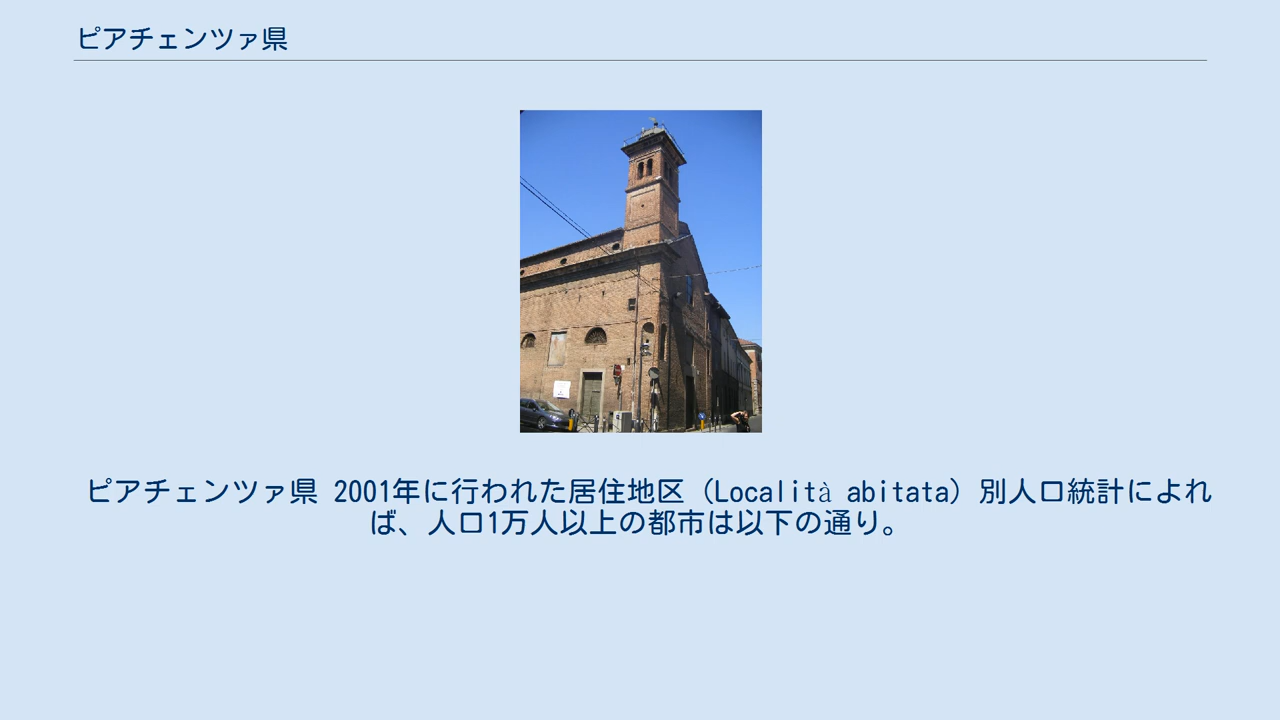 ピアチェンツァ県
ピアチェンツァ県 2001年に行われた居住地区（Località abitata）別人口統計によれ
ば、人口1万人以上の都市は以下の通り。